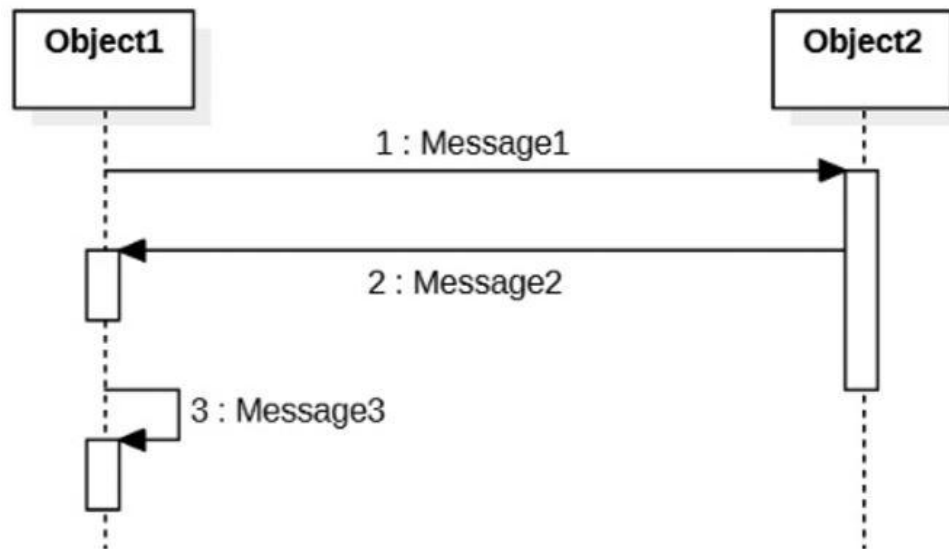 Object1
Object2
1 : Message1
2 : Message2
3 : Message3